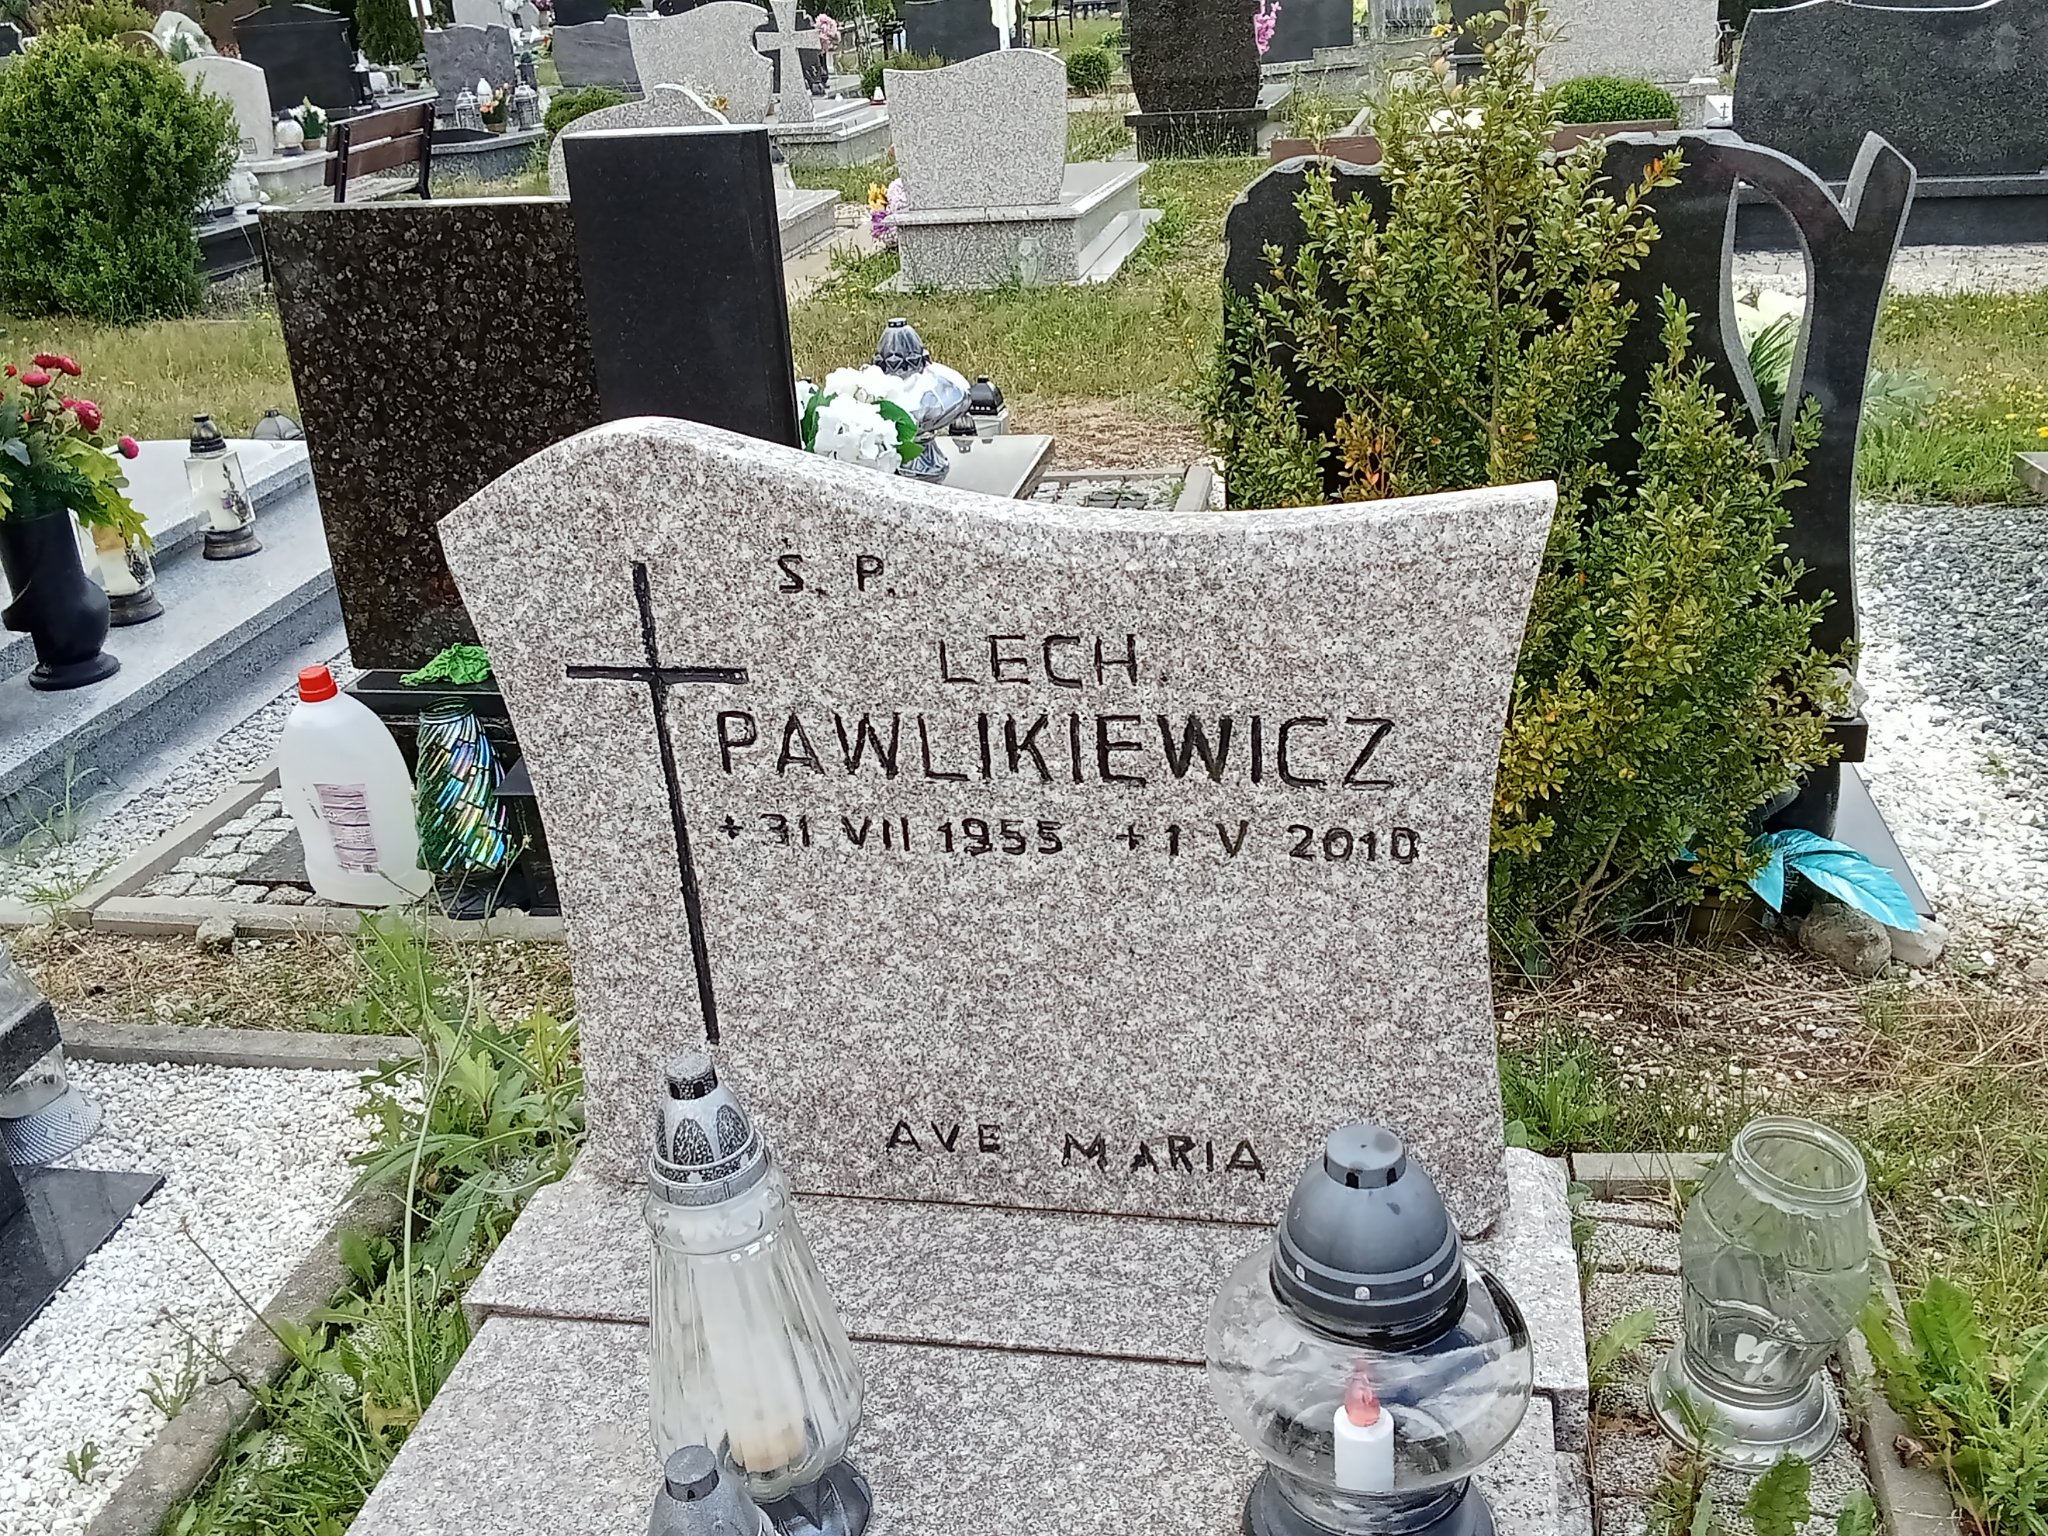 Ś. P.
LECH
PAWLIKIEWICZ
+ 31 VII 1955 + 1 V 2010
AVE MARIA